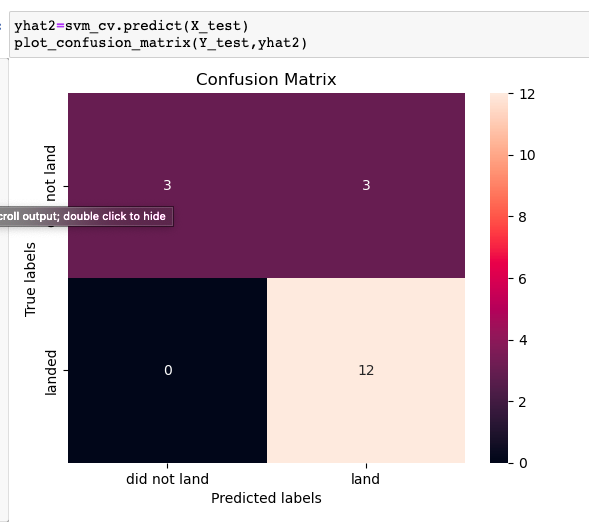 yhat2=svm_cv.predict(X_test)
plot_confusion_matrix(Y_test,yhat2)
Confusion Matrix
12
10
8
6
4
2
0
True labels
not land
landed
3
3
0
12
croll output; double click to hide
did not land
land
Predicted labels